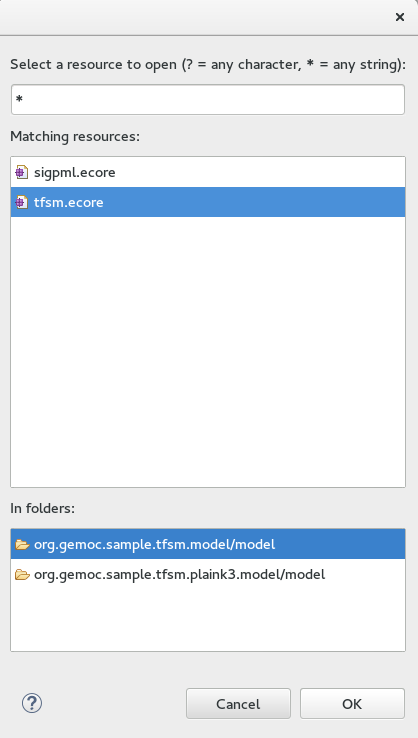 Select a resource to open (? = any character, * = any string):
*
Matching resources:
sigpml.ecore
tfsm.ecore
In folders:
org.gemoc.sample.tfsm.model/model
org.gemoc.sample.tfsm.plaink3.model/model
?
Cancel
OK